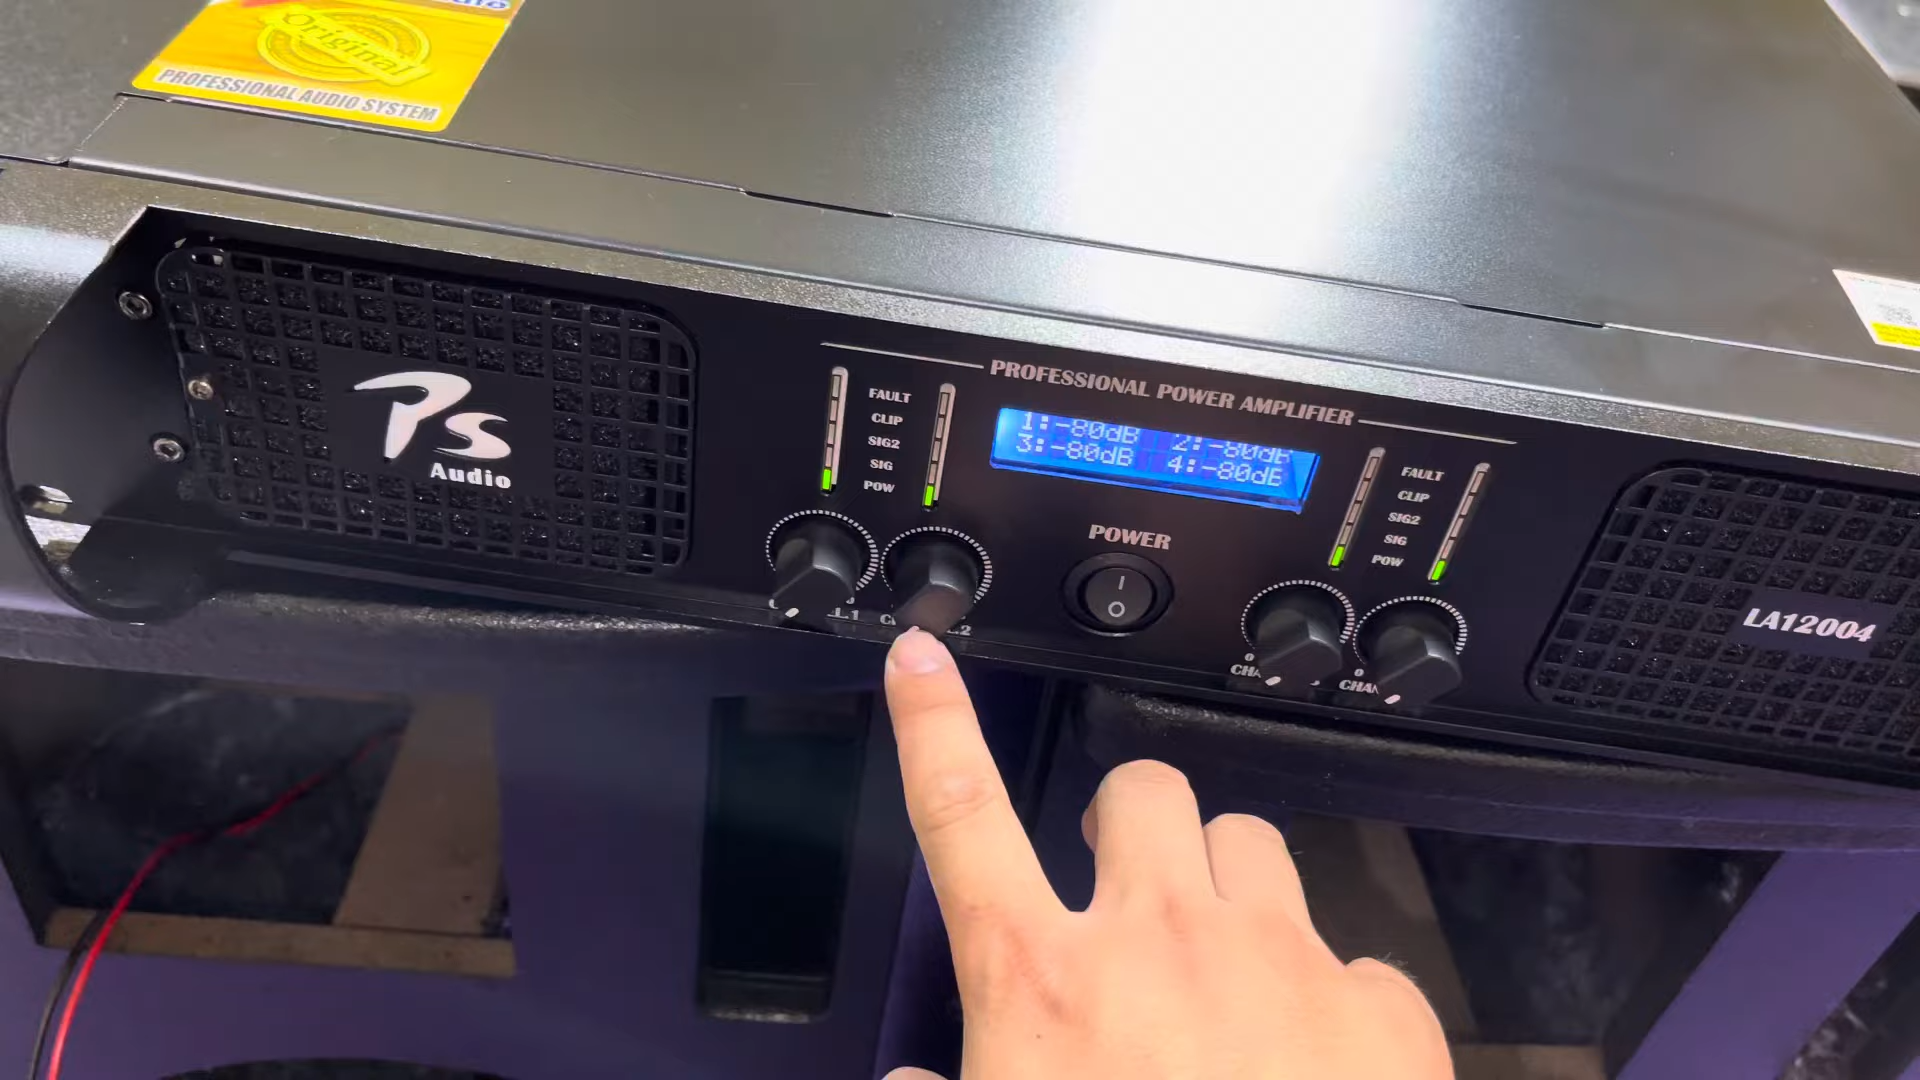 Original
PROFESSIONAL AUDIO SYSTEM
PS
Audio
PROFESSIONAL POWER AMPLIFIER
FAULT
CLIP
SIG2
SIG
POW
1:-80dB 2:-80dB
3:-80dB 4:-80dB
POWER
I
O
FAULT
CLIP
SIG2
SIG
POW
LA12004